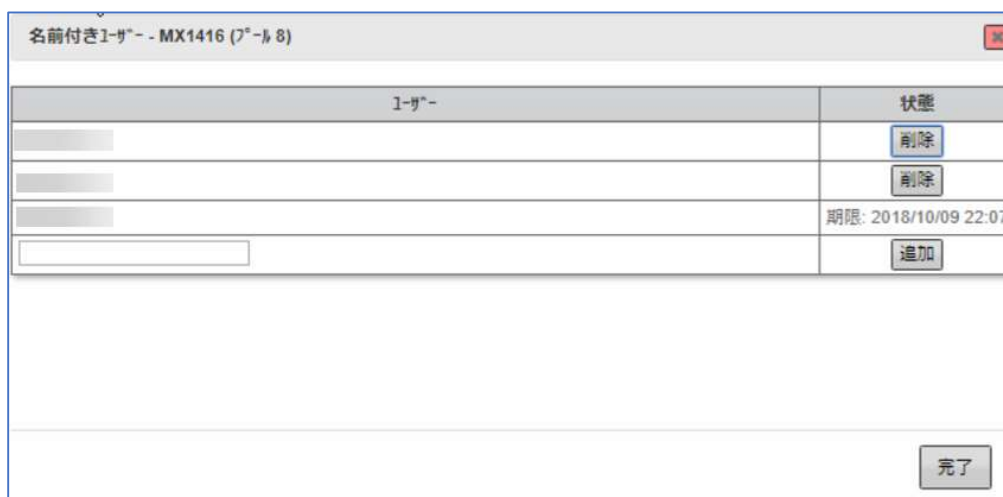 名前付きﾕｰｻﾞｰ - MX1416 (ﾌﾟｰﾙ 8)
ﾕｰｻﾞｰ 状態
削除
削除
期限: 2018/10/09 22:07
追加
完了